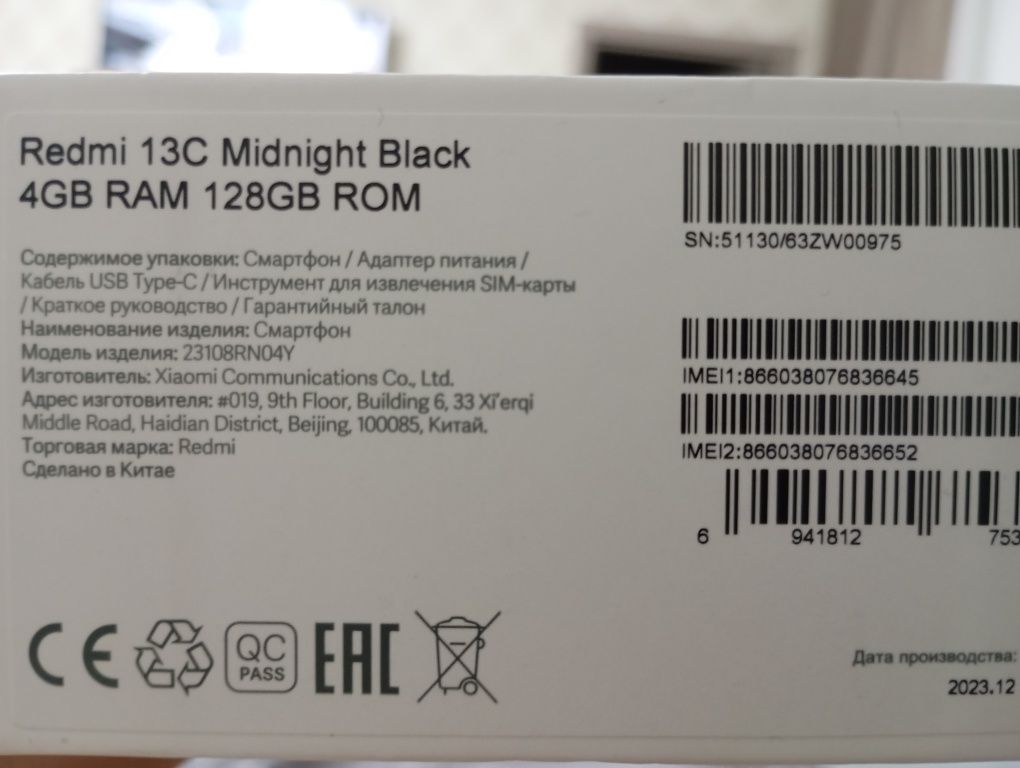 Redmi 13C Midnight Black
4GB RAM 128GB ROM
Содержимое упаковки: Смартфон / Адаптер питания /
Кабель USB Type-C / Инструмент для извлечения SIM-карты
/ Краткое руководство / Гарантийный талон
Наименование изделия: Смартфон
Модель изделия: 23108RN04Y
Изготовитель: Xiaomi Communications Co., Ltd.
Адрес изготовителя: #019, 9th Floor, Building 6, 33 Xi'erqi
Middle Road, Haidian District, Beijing, 100085, Китай.
Торговая марка: Redmi
Сделано в Китае
SN:51130/63ZW00975
IMEI1:866038076836645
IMEI2:866038076836652
6 941812 753
CE
QC
PASS
EAC
Дата производства:
2023.12